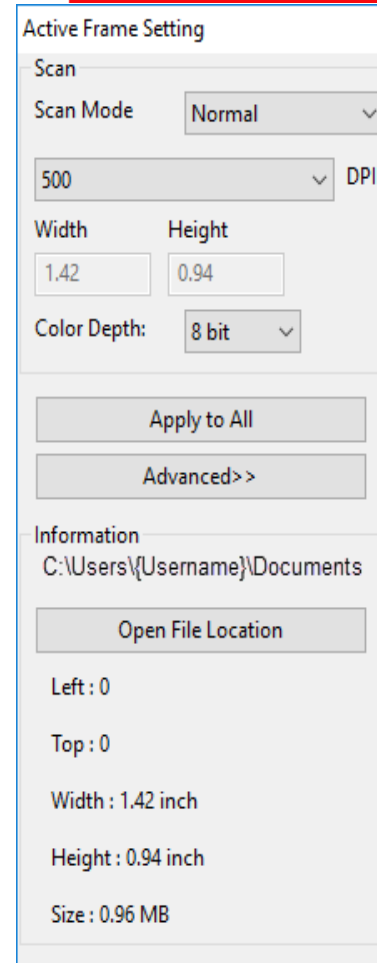 Active Frame Setting
Scan
Scan Mode Normal
500 DPI
Width Height
1.42 0.94
Color Depth: 8 bit
Apply to All
Advanced>>
Information
C:\Users\{Username}\Documents
Open File Location
Left : 0
Top : 0
Width : 1.42 inch
Height : 0.94 inch
Size : 0.96 MB